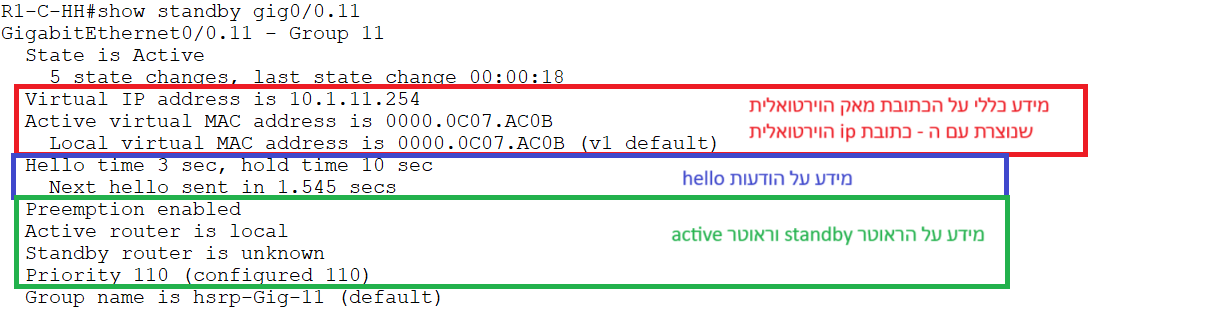 R1-C-HH#show standby gig0/0.11
GigabitEthernet0/0.11 - Group 11
State is Active
5 state changes, last state change 00:00:18
Virtual IP address is 10.1.11.254
מידע כללי על הכתובת מאק הוירטואלית
Active virtual MAC address is 0000.0C07.AC0B
שנוצרת עם ה - כתובת ip הוירטואלית
Local virtual MAC address is 0000.0C07.AC0B (v1 default)
Hello time 3 sec, hold time 10 sec
מידע על הודעות hello
Next hello sent in 1.545 secs
Preemption enabled
Active router is local
מידע על הראוטר standby וראוטר active
Standby router is unknown
Priority 110 (configured 110)
Group name is hsrp-Gig-11 (default)